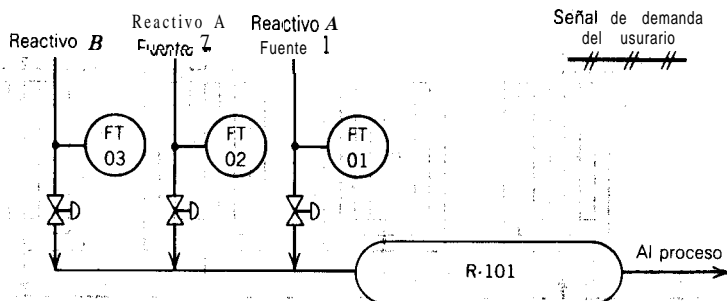 Reactivo B
Reactivo A
Fuente
Reactivo A
Fuente 1
Señal de demanda
del usurario
FT
03
FT
02
FT
01
R-101
Al proceso